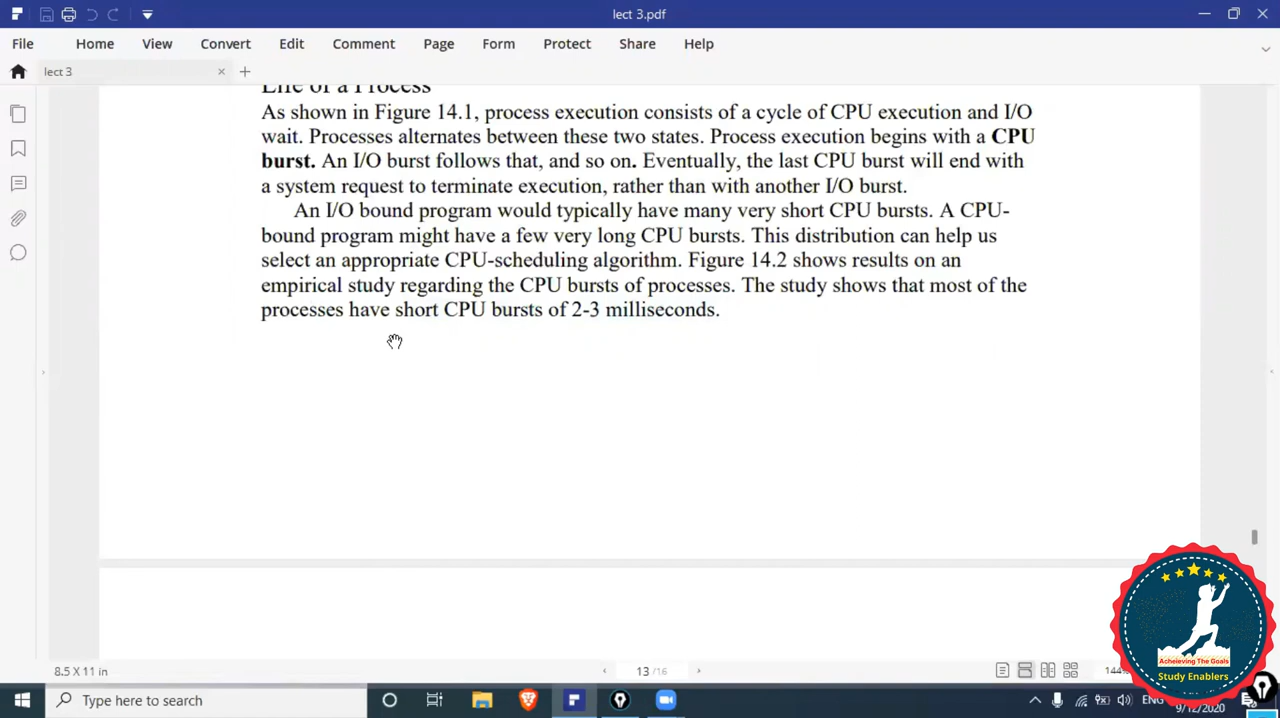 lect 3.pdf
File Home View Convert Edit Comment Page Form Protect Share Help
lect 3
Life of a Process
As shown in Figure 14.1, process execution consists of a cycle of CPU execution and I/O
wait. Processes alternates between these two states. Process execution begins with a CPU
burst. An I/O burst follows that, and so on. Eventually, the last CPU burst will end with
a system request to terminate execution, rather than with another I/O burst.
An I/O bound program would typically have many very short CPU bursts. A CPU-
bound program might have a few very long CPU bursts. This distribution can help us
select an appropriate CPU-scheduling algorithm. Figure 14.2 shows results on an
empirical study regarding the CPU bursts of processes. The study shows that most of the
processes have short CPU bursts of 2-3 milliseconds.
Acheieving The Goals
Study Enablers
8.5 X 11 in 13 /16 144
Type here to search
ENG
9/12/2020